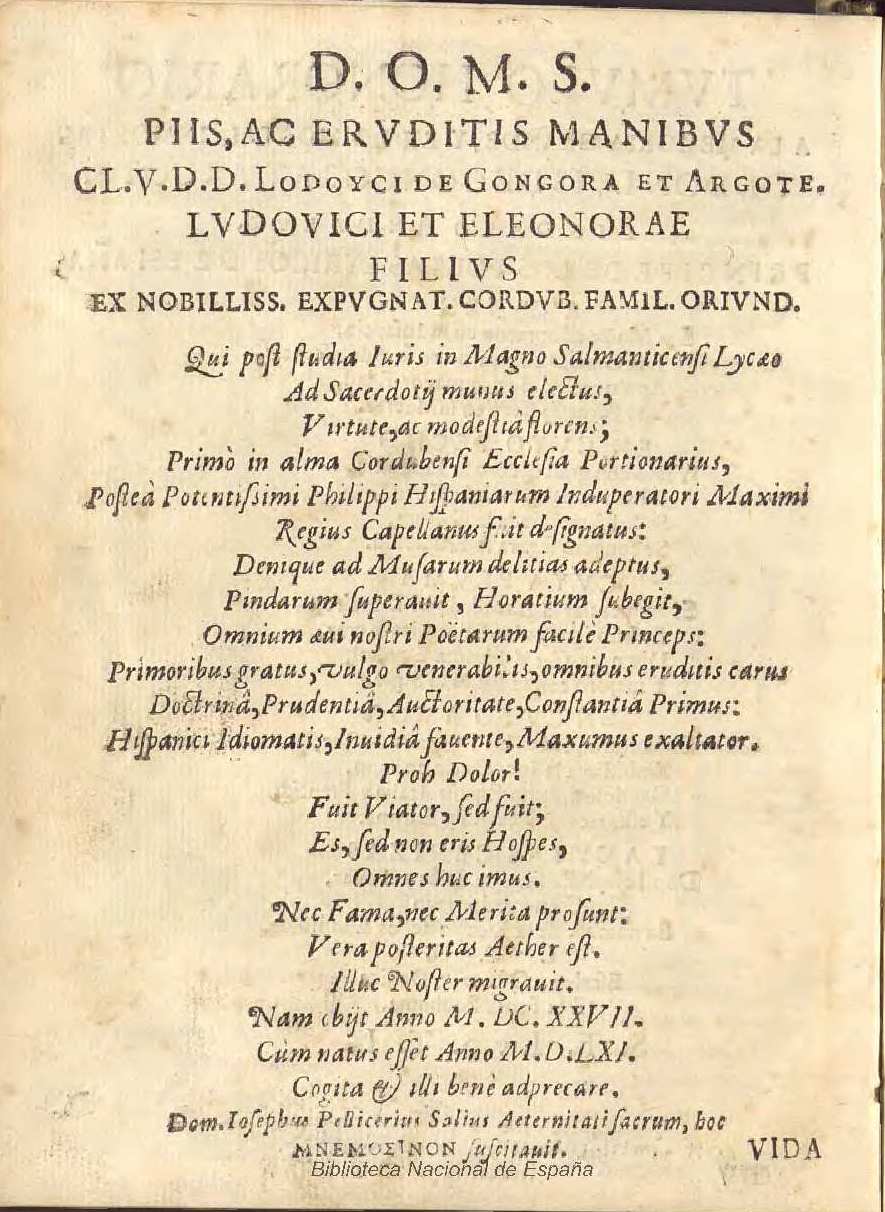 D. O. M. S.
PIIS, AC ERVDITIS MANIBVS
CL. V. D. D. LODOYCI DE GONGORA ET ARGOTE.
LVDOVICI ET ELEONORAE
FILIVS
EX NOBILLISS. EXPVGNAT. CORDVB. FAMIL. ORIVND.
Qui post studia Iuris in Magno Salmanticensi Lycæo
Ad Sacerdotij munus electus,
Virtute, ac modestiâ florens;
Primò in alma Cordubensi Ecclesia Portionarius,
Posteà Potentissimi Philippi Hispaniarum Induperatori Maximi
Regius Capellanus fuit designatus:
Denique ad Musarum delitias adeptus,
Pindarum superauit, Horatium subegit,
Omnium æui nostri Poëtarum facilè Princeps:
Primoribus gratus, vulgo venerabilis, omnibus eruditis carus
Doctrinâ, Prudentiâ, Auctoritate, Constantiâ Primus:
Hispanici Idiomatis, Inuidiâ fauente, Maxumus exaltator.
Proh Dolor!
Fuit Viator, sed fuit;
Es, sed non eris Hospes,
Omnes huc imus.
Nec Fama, nec Merita prosunt:
Vera posteritas Aether est.
Illuc Noster migrauit.
Nam obijt Anno M. DC. XXVII.
Cùm natus esset Anno M. D. LXI.
Cogita & illi benè adprecare.
Dom. Iosephus Pellicerius Salius Aeternitati sacrum, hoc
ΜΝΕΜΟΣΙΝΟΝ suscitauit.
VIDA
Biblioteca Nacional de España